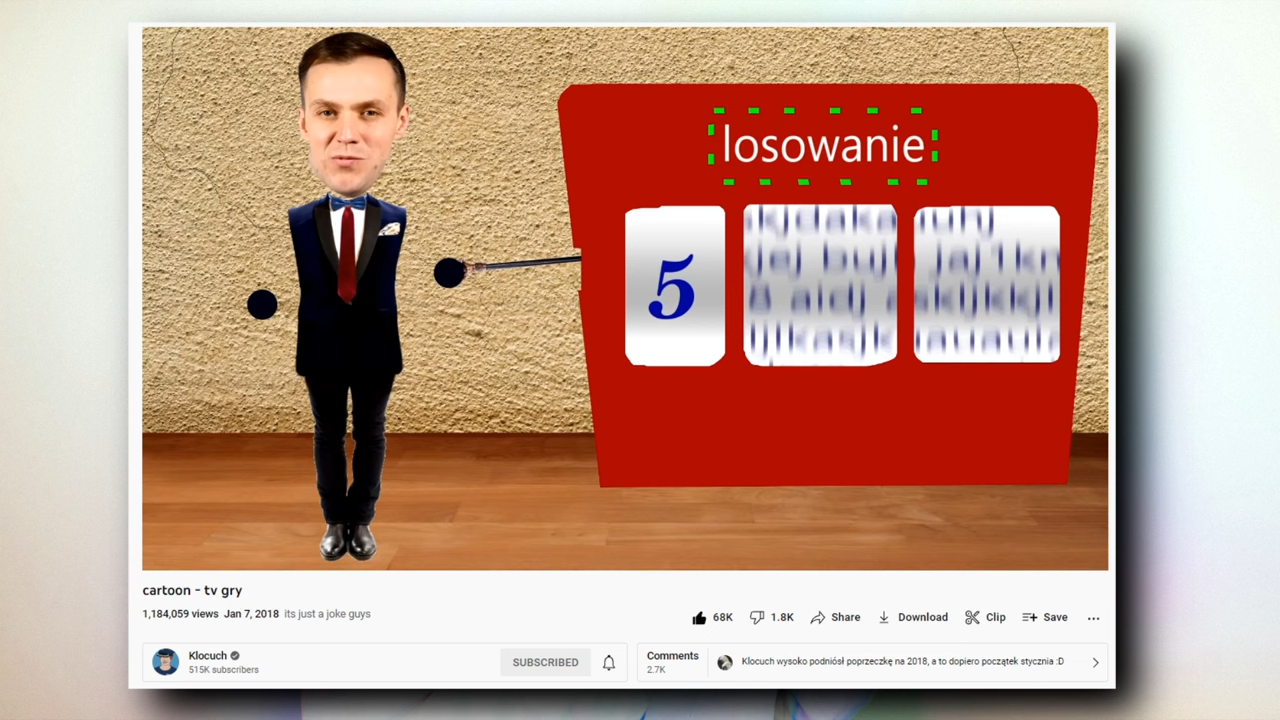 losowanie
5
cartoon - tv gry
1,184,059 views Jan 7, 2018 its just a joke guys
68K 1.8K Share Download Clip Save
Klocuch
515K subscribers
SUBSCRIBED
Comments
2.7K
Klocuch wysoko podniósł poprzeczkę na 2018, a to dopiero początek stycznia :D